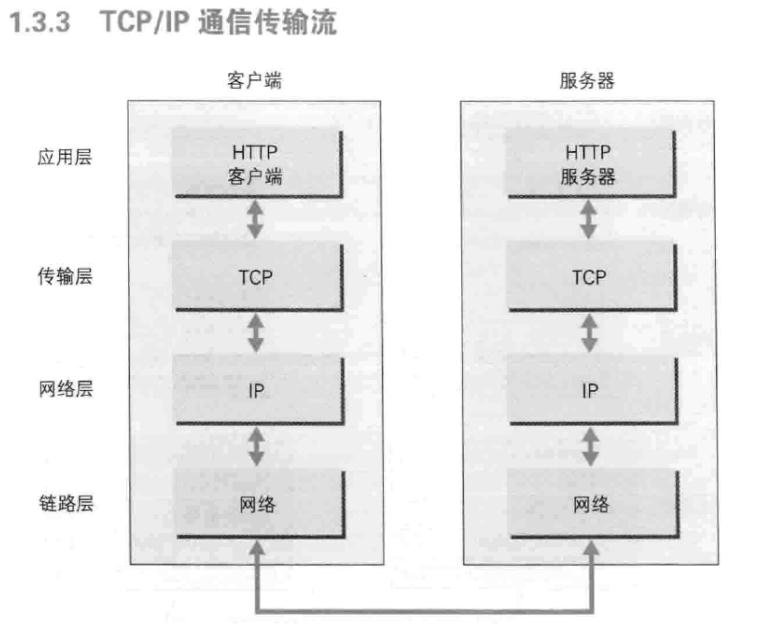 1.3.3 TCP/IP 通信传输流
客户端 服务器
应用层
HTTP
客户端
HTTP
服务器
传输层 TCP TCP
网络层 IP IP
链路层 网络 网络